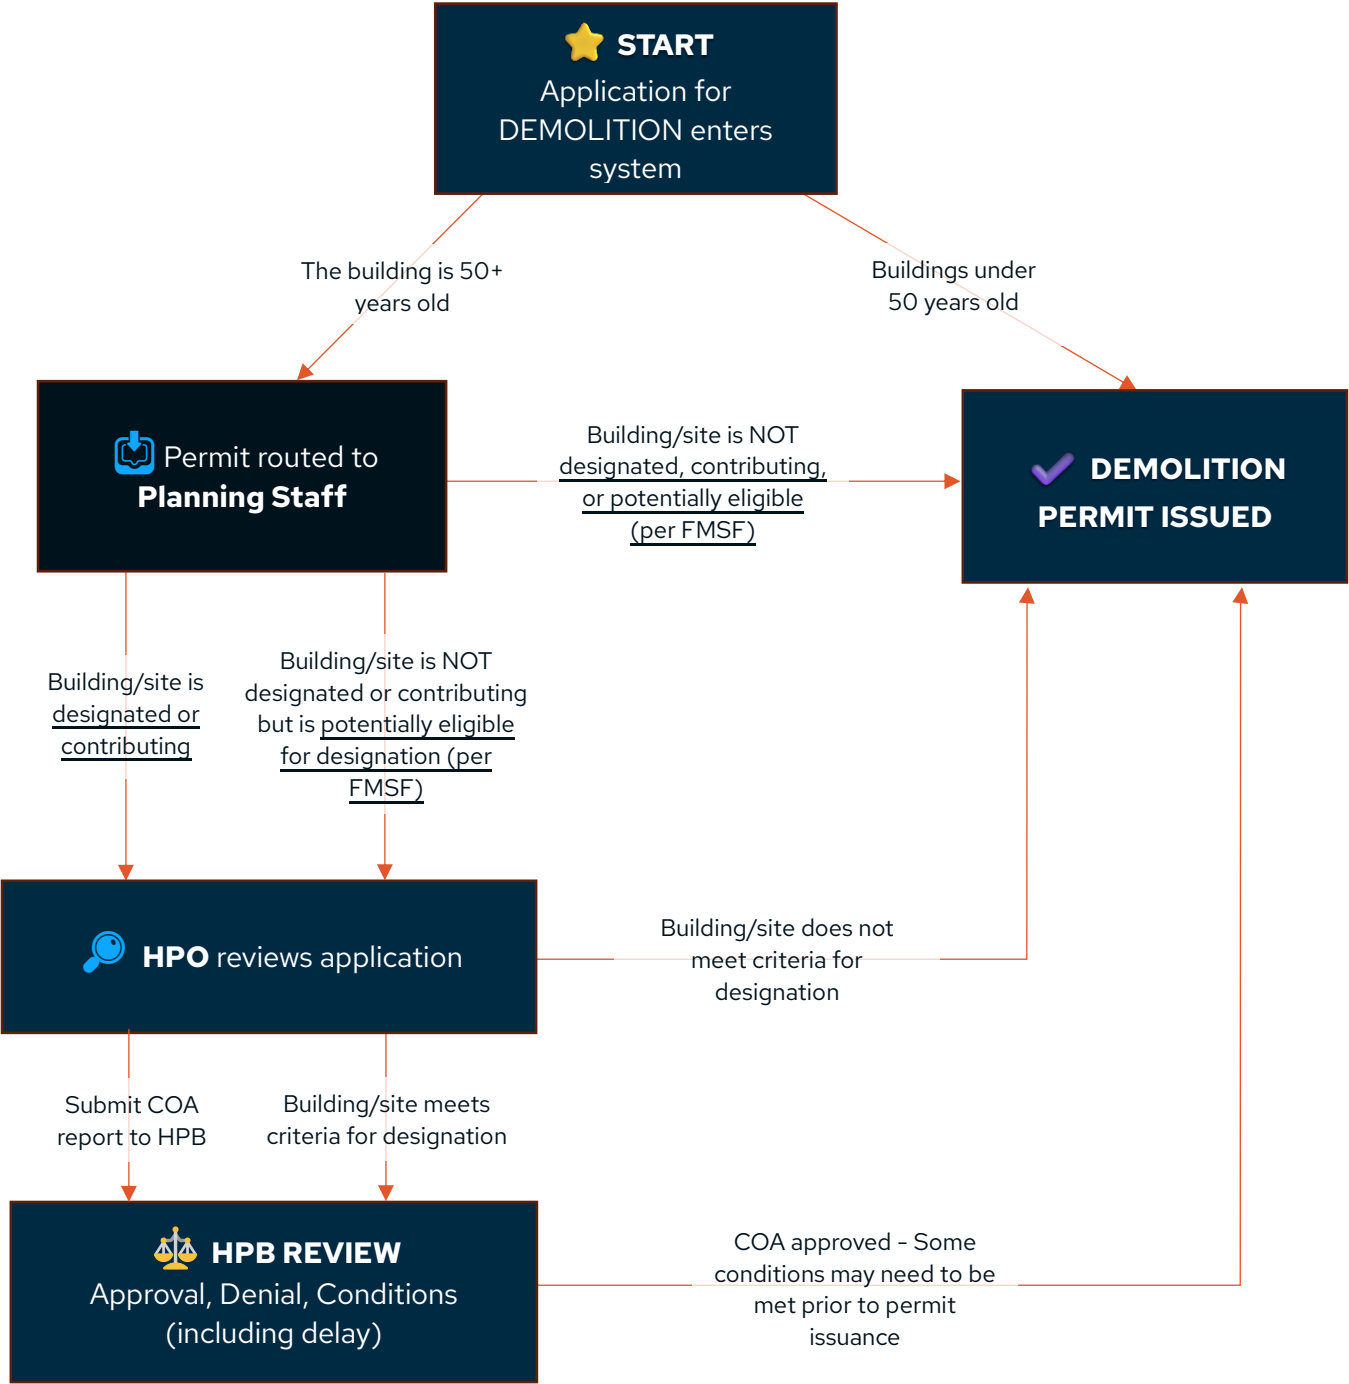 START
Application for
DEMOLITION enters
system
The building is 50+
years old
Buildings under
50 years old
Permit routed to
Planning Staff
Building/site is NOT
designated, contributing,
or potentially eligible
(per FMSF)
DEMOLITION
PERMIT ISSUED
Building/site is
designated or
contributing
Building/site is NOT
designated or contributing
but is potentially eligible
for designation (per
FMSF)
HPO reviews application
Building/site does not
meet criteria for
designation
Submit COA
report to HPB
Building/site meets
criteria for designation
HPB REVIEW
Approval, Denial, Conditions
(including delay)
COA approved - Some
conditions may need to be
met prior to permit
issuance